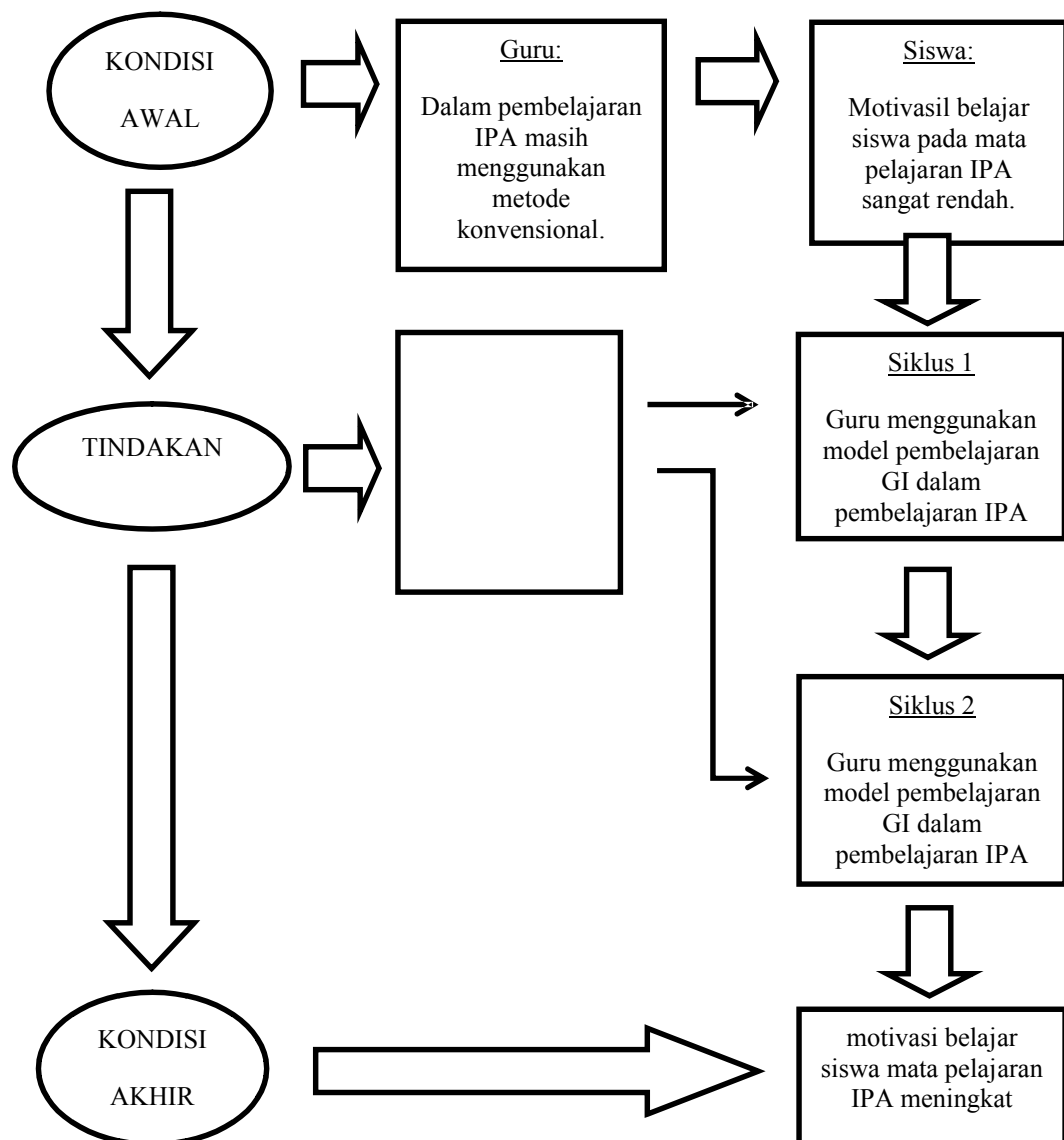 KONDISI
AWAL
Guru:
Dalam pembelajaran
IPA masih
menggunakan
metode
konvensional.
Siswa:
Motivasil belajar
siswa pada mata
pelajaran IPA
sangat rendah.
TINDAKAN
Siklus 1
Guru menggunakan
model pembelajaran
GI dalam
pembelajaran IPA
Siklus 2
Guru menggunakan
model pembelajaran
GI dalam
pembelajaran IPA
KONDISI
AKHIR
motivasi belajar
siswa mata pelajaran
IPA meningkat